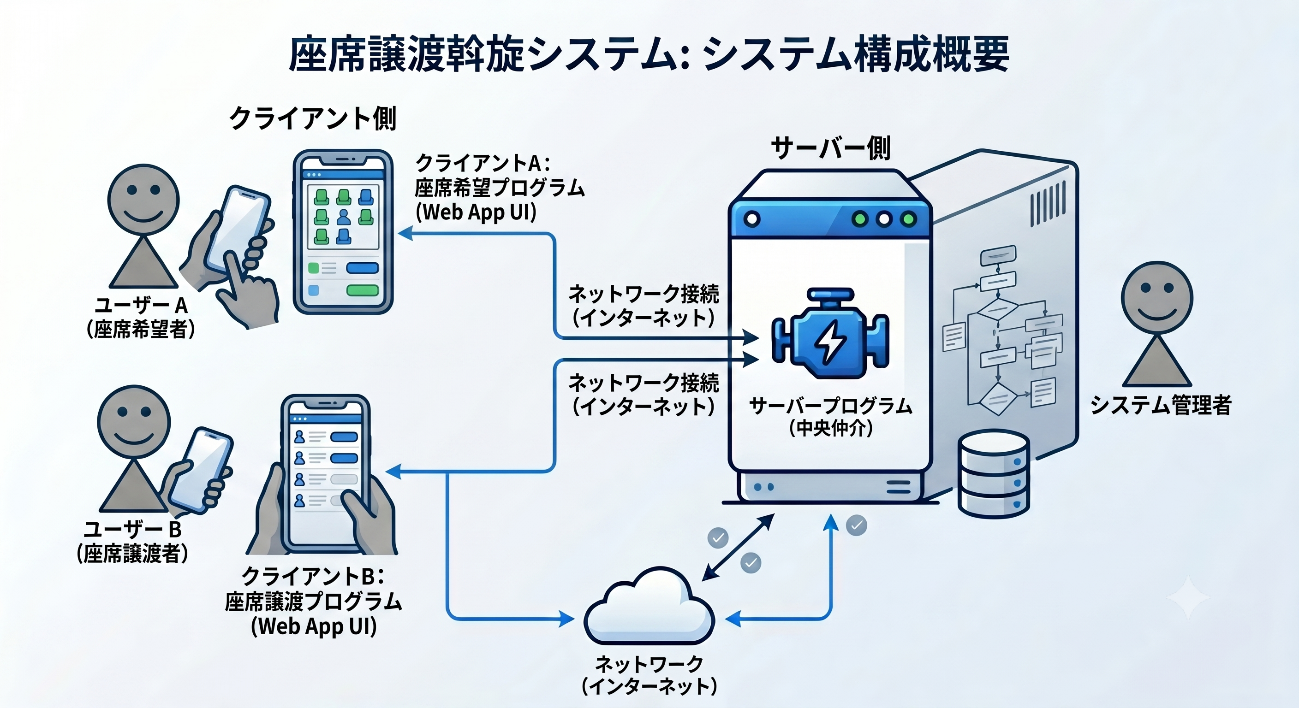 座席譲渡斡旋システム: システム構成概要
クライアント側
サーバー側
クライアントA:
座席希望プログラム
(Web App UI)
ユーザー A
(座席希望者)
ネットワーク接続
(インターネット)
ネットワーク接続
(インターネット)
サーバープログラム
(中央仲介)
システム管理者
ユーザー B
(座席譲渡者)
クライアントB:
座席譲渡プログラム
(Web App UI)
ネットワーク
(インターネット)